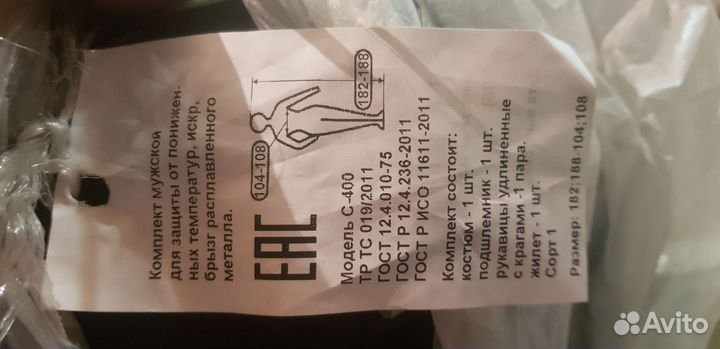 Комплект мужской
для защиты от понижен-
ных температур, искр,
брызг расплавленного
металла.
EAC
104-108
182-188
Модель С-400
ТР ТС 019/2011
ГОСТ 12.4.010-75
ГОСТ Р 12.4.236-2011
ГОСТ Р ИСО 11611-2011
Комплект состоит:
костюм - 1 шт.
подшлемник - 1 шт.
рукавицы удлиненные
с крагами -1 пара.
жилет - 1 шт.
Сорт 1
Размер: 182;188-104;108
Avito